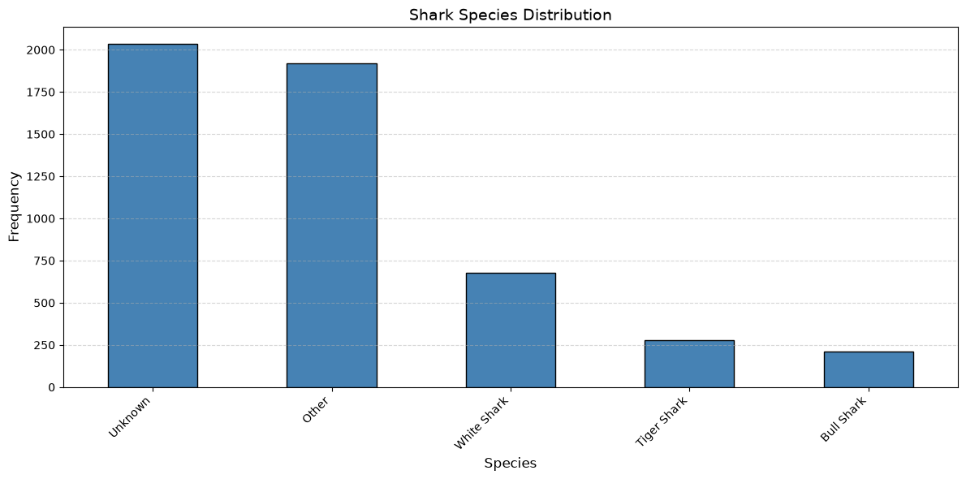 Shark Species Distribution
2000
1750
1500
1250
1000
750
500
250
0
Frequency
Unknown
Other
White Shark
Tiger Shark
Bull Shark
Species